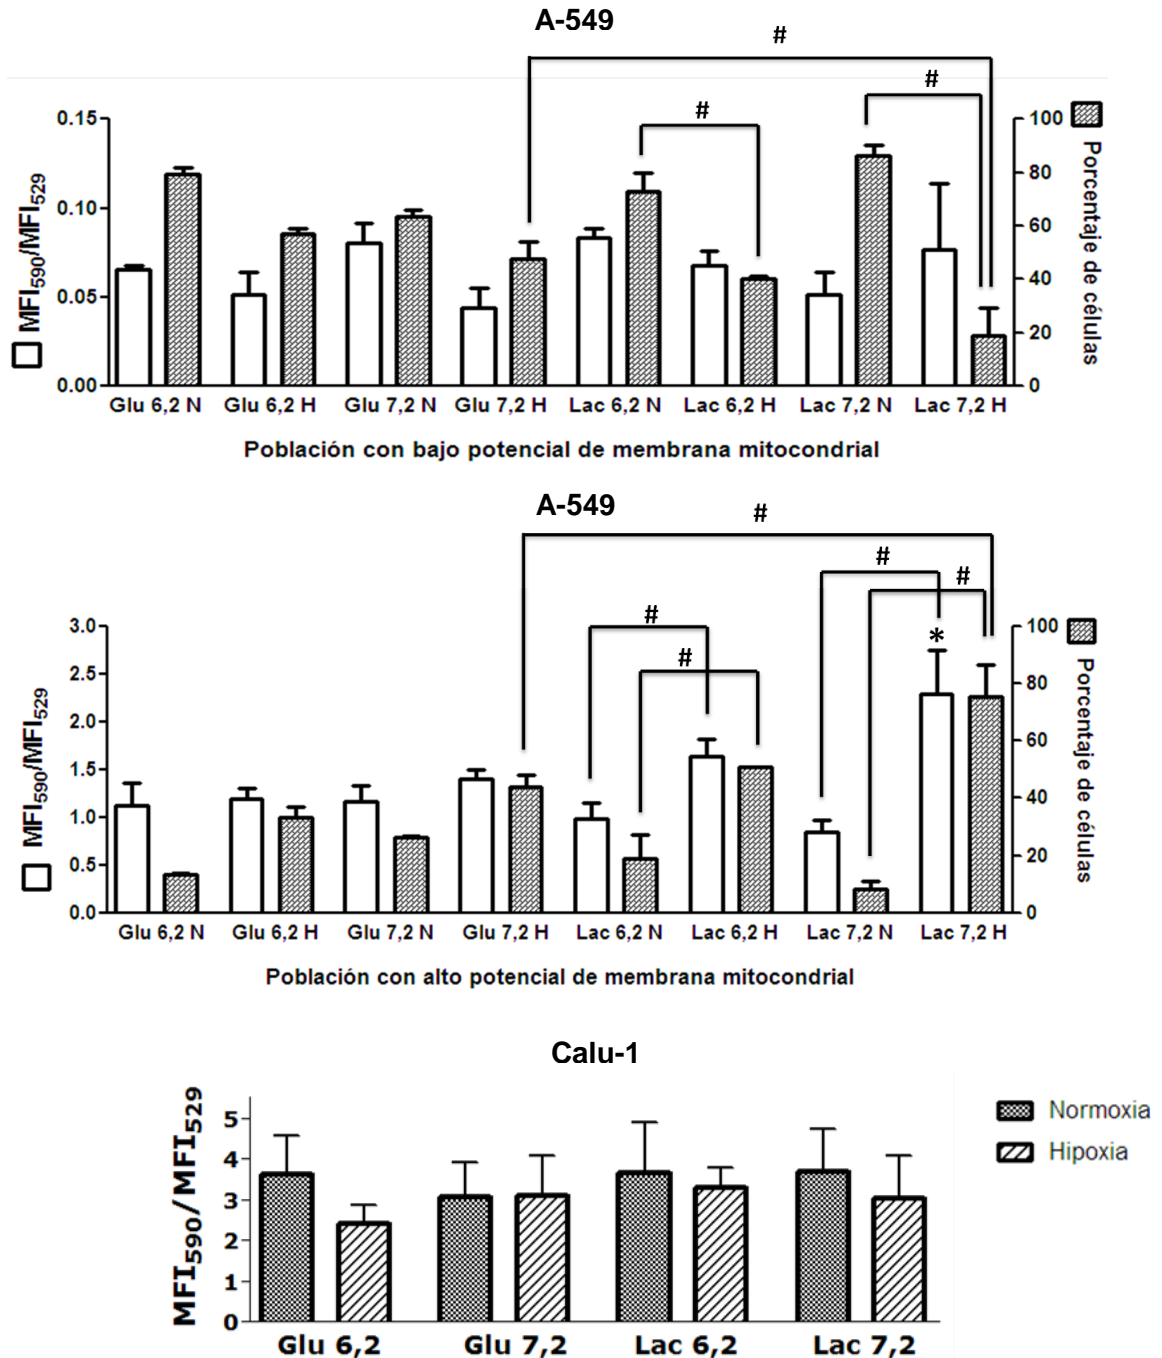 A-549
#
#
#
0.15
0.10
0.05
0.00
MFI590/MFI529
100
80
60
40
20
0
Porcentaje de células
Glu 6,2 N Glu 6,2 H Glu 7,2 N Glu 7,2 H Lac 6,2 N Lac 6,2 H Lac 7,2 N Lac 7,2 H
Población con bajo potencial de membrana mitocondrial
A-549
#
#
#
#
#
*
3.0
2.5
2.0
1.5
1.0
0.5
0.0
MFI590/MFI529
100
80
60
40
20
0
Porcentaje de células
Glu 6,2 N Glu 6,2 H Glu 7,2 N Glu 7,2 H Lac 6,2 N Lac 6,2 H Lac 7,2 N Lac 7,2 H
Población con alto potencial de membrana mitocondrial
Calu-1
MFI590/MFI529
5
4
3
2
1
0
Normoxia
Hipoxia
Glu 6,2 Glu 7,2 Lac 6,2 Lac 7,2